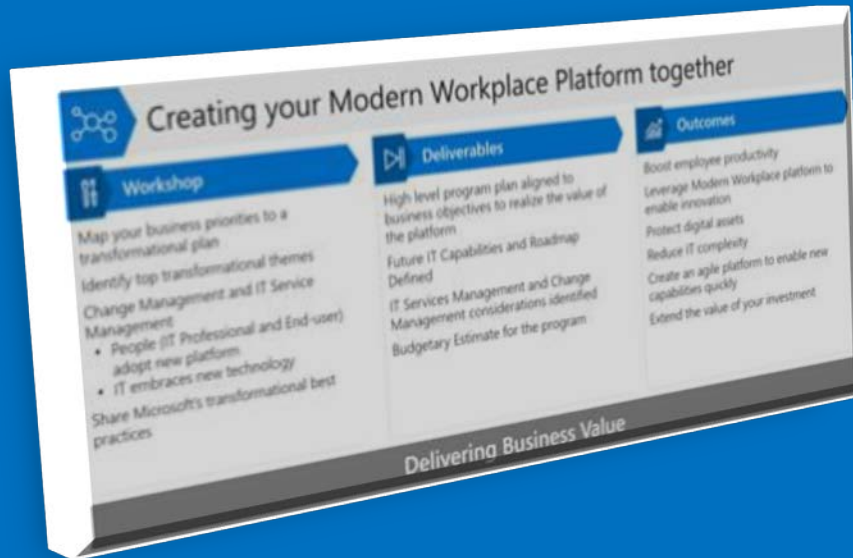 Creating your Modern Workplace Platform together
Workshop
Map your business priorities to a
transformational plan
Identify top transformational themes
Change Management and IT Service
Management
• People (IT Professional and End-user)
adopt new platform
• IT embraces new technology
Share Microsoft's transformational best
practices
Deliverables
High level program plan aligned to
business objectives to realize the value of
the platform
Future IT Capabilities and Roadmap
Defined
IT Services Management and Change
Management considerations identified
Budgetary Estimate for the program
Outcomes
Boost employee productivity
Leverage Modern Workplace platform to
enable innovation
Protect digital assets
Reduce IT complexity
Create an agile platform to enable new
capabilities quickly
Extend the value of your investment
Delivering Business Value